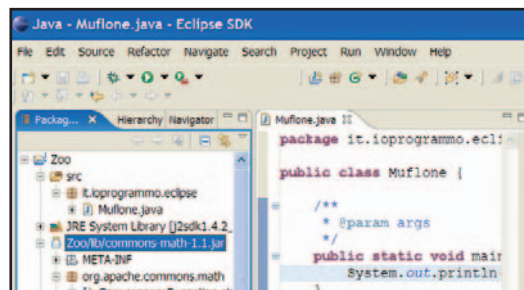 Java - Muflone.java - Eclipse SDK
File Edit Source Refactor Navigate Search Project Run Window Help
Packag... Hierarchy Navigator
Muflone.java
Zoo
src
it.ioprogrammo.eclipse
Muflone.java
JRE System Library [j2sdk1.4.2_
Zoo/lib/commons-math-1.1.jar
META-INF
org.apache.commons.math
package it.ioprogrammo.ecli
public class Muflone {
/**
* @param args
*/
public static void main
System.out.println
}